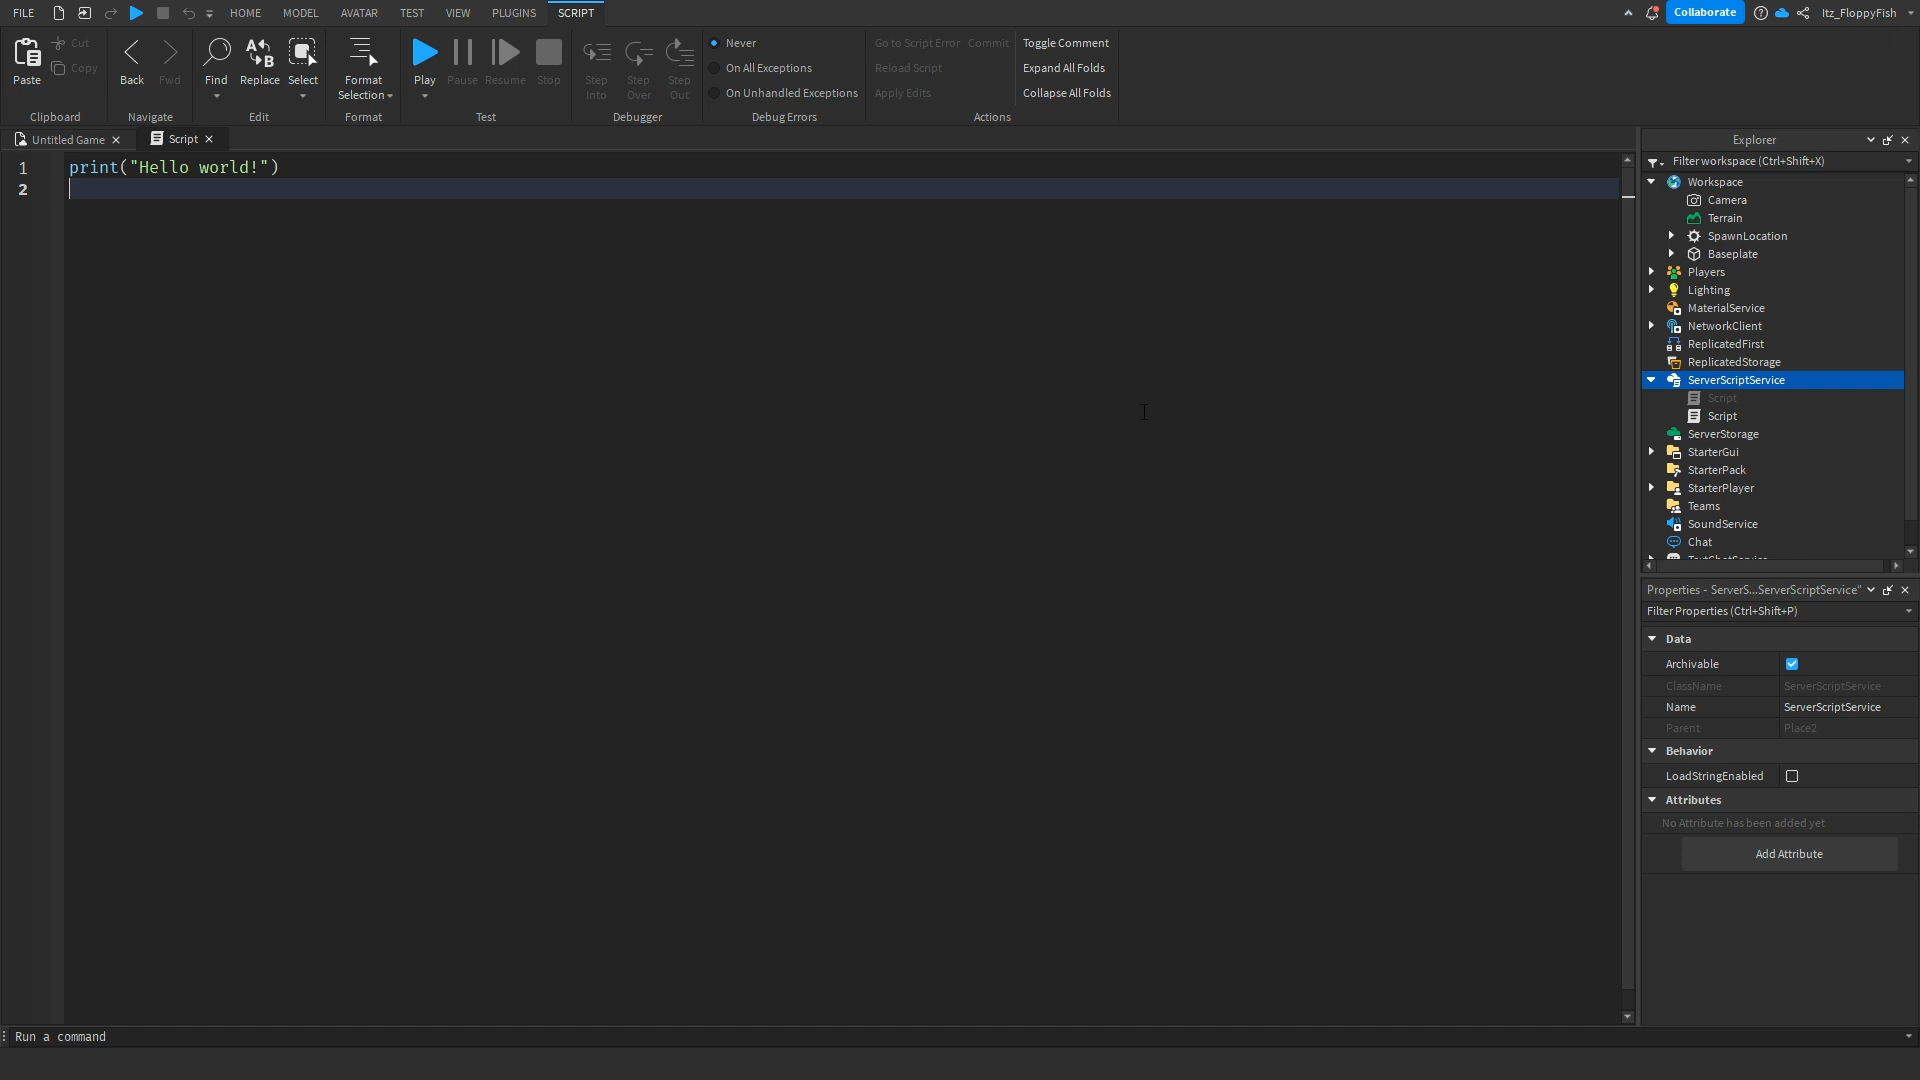 FILE HOME MODEL AVATAR TEST VIEW PLUGINS SCRIPT Collaborate Itz_FloppyFish
Paste Cut Copy Back Fwd Find Replace Select Format Selection Play Pause Resume Stop Step Into Step Over Step Out
Never
On All Exceptions
On Unhandled Exceptions
Go to Script Error Commit
Reload Script
Apply Edits
Toggle Comment
Expand All Folds
Collapse All Folds
Clipboard Navigate Edit Format Test Debugger Debug Errors Actions
Untitled Game Script
1 print("Hello world!")
2
Explorer
Filter workspace (Ctrl+Shift+X)
Workspace
Camera
Terrain
SpawnLocation
Baseplate
Players
Lighting
MaterialService
NetworkClient
ReplicatedFirst
ReplicatedStorage
ServerScriptService
Script
Script
ServerStorage
StarterGui
StarterPack
StarterPlayer
Teams
SoundService
Chat
TextChatService
Properties - ServerS...ServerScriptService"
Filter Properties (Ctrl+Shift+P)
Data
Archivable
ClassName ServerScriptService
Name ServerScriptService
Parent Place2
Behavior
LoadStringEnabled
Attributes
No Attribute has been added yet
Add Attribute
Run a command